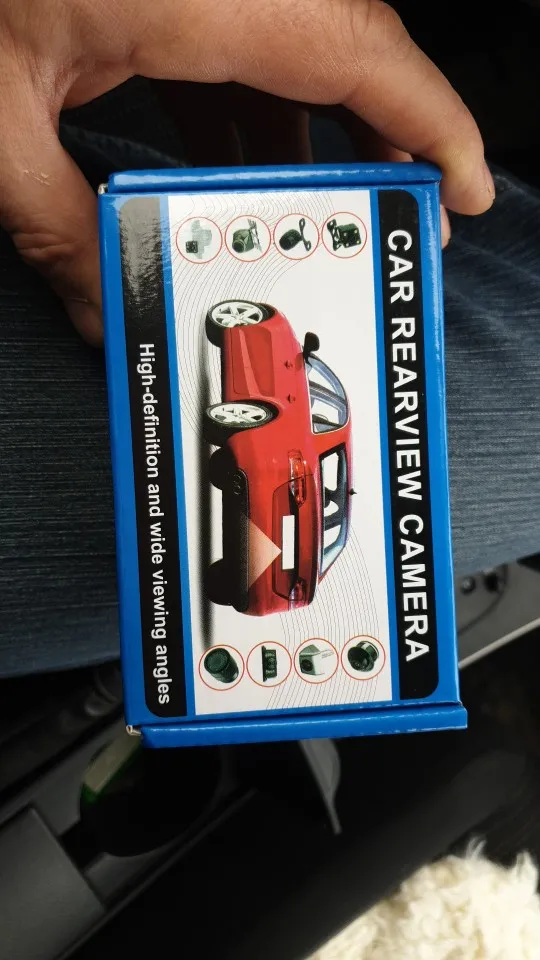 CAR REARVIEW CAMERA
High-definition and wide viewing angles